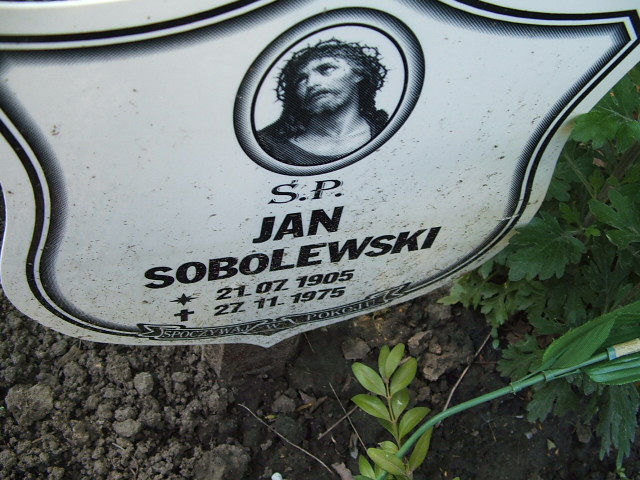 Ś.P.
JAN
SOBOLEWSKI
* 21. 07. 1905
✝ 27. 11. 1975
SPOCZYWAJ W POKOJU